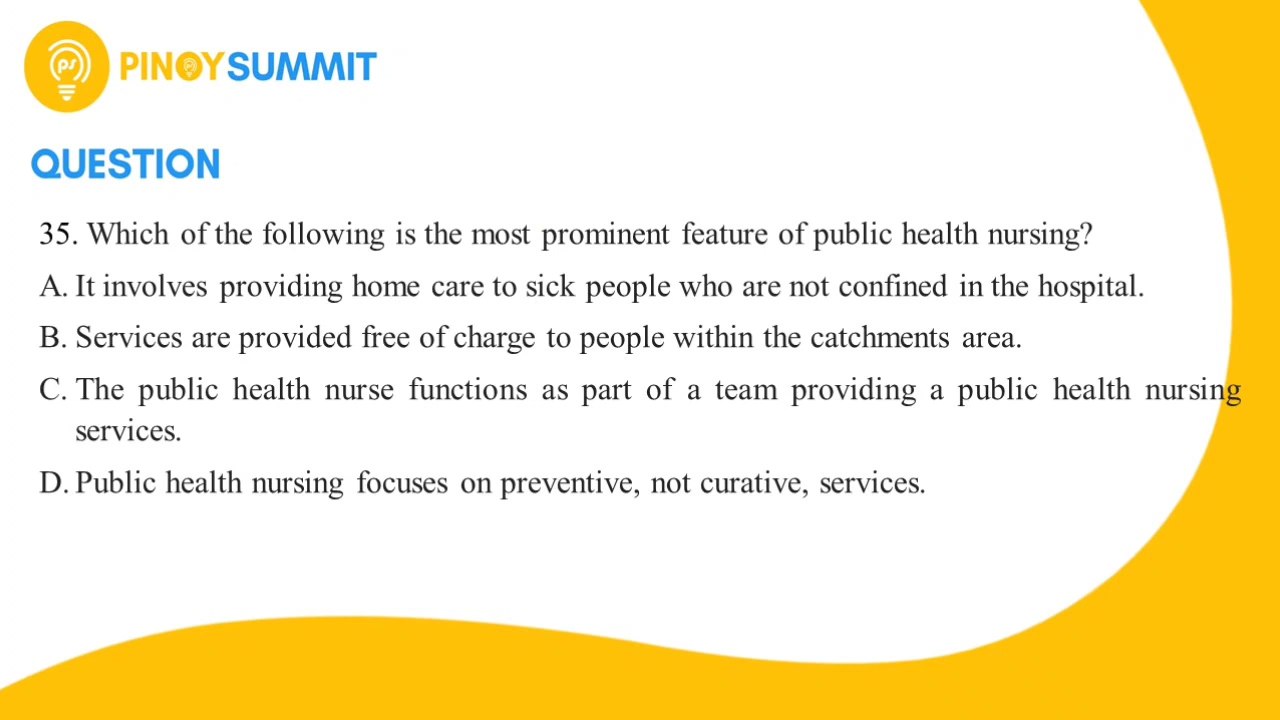 PINOYSUMMIT
QUESTION
35. Which of the following is the most prominent feature of public health nursing?
A. It involves providing home care to sick people who are not confined in the hospital.
B. Services are provided free of charge to people within the catchments area.
C. The public health nurse functions as part of a team providing a public health nursing
services.
D. Public health nursing focuses on preventive, not curative, services.